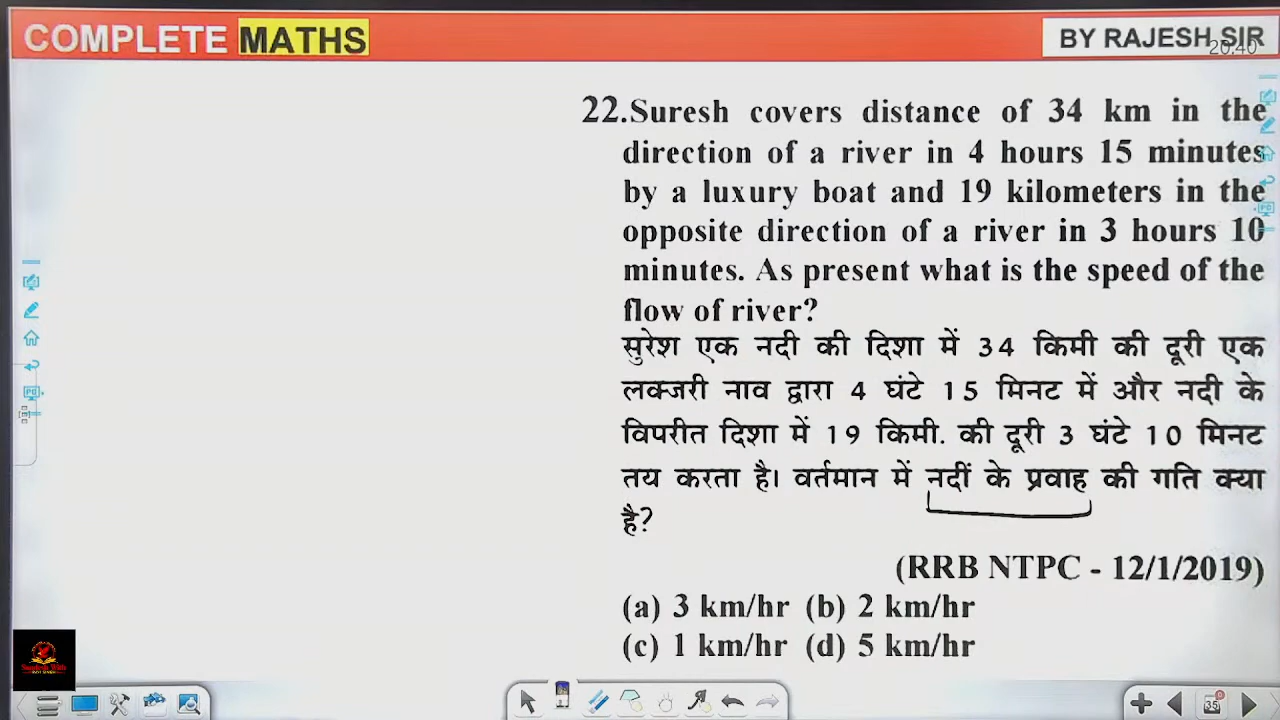 COMPLETE MATHS
BY RAJESH SIR
20:40
22.Suresh covers distance of 34 km in the
direction of a river in 4 hours 15 minutes
by a luxury boat and 19 kilometers in the
opposite direction of a river in 3 hours 10
minutes. As present what is the speed of the
flow of river?
सुरेश एक नदी की दिशा में 34 किमी की दूरी एक
लक्जरी नाव द्वारा 4 घंटे 15 मिनट में और नदी के
विपरीत दिशा में 19 किमी. की दूरी 3 घंटे 10 मिनट
तय करता है। वर्तमान में नदीं के प्रवाह की गति क्या
है?
(RRB NTPC - 12/1/2019)
(a) 3 km/hr (b) 2 km/hr
(c) 1 km/hr (d) 5 km/hr
35